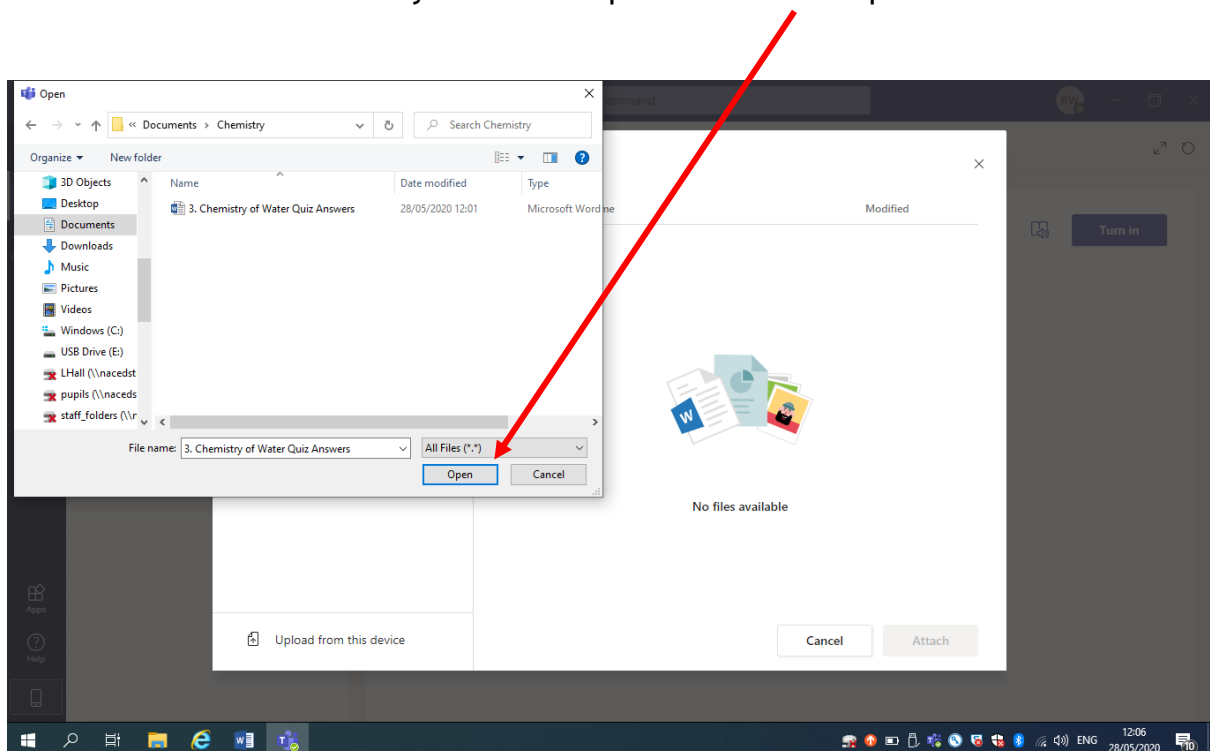 Open
command
RW
Documents > Chemistry
Search Chemistry
Organize
New folder
3D Objects
Desktop
Documents
Downloads
Music
Pictures
Videos
Windows (C:)
USB Drive (E:)
LHall (\\nacedst
pupils (\\naceds
staff_folders (\\
Name
Date modified
Type
3. Chemistry of Water Quiz Answers
28/05/2020 12:01
Microsoft Word
File name:
3. Chemistry of Water Quiz Answers
All Files (*.*)
Open
Cancel
me
Modified
Turn in
W
No files available
Upload from this device
Cancel
Attach
Apps
Help
ENG
12:06
28/05/2020
10